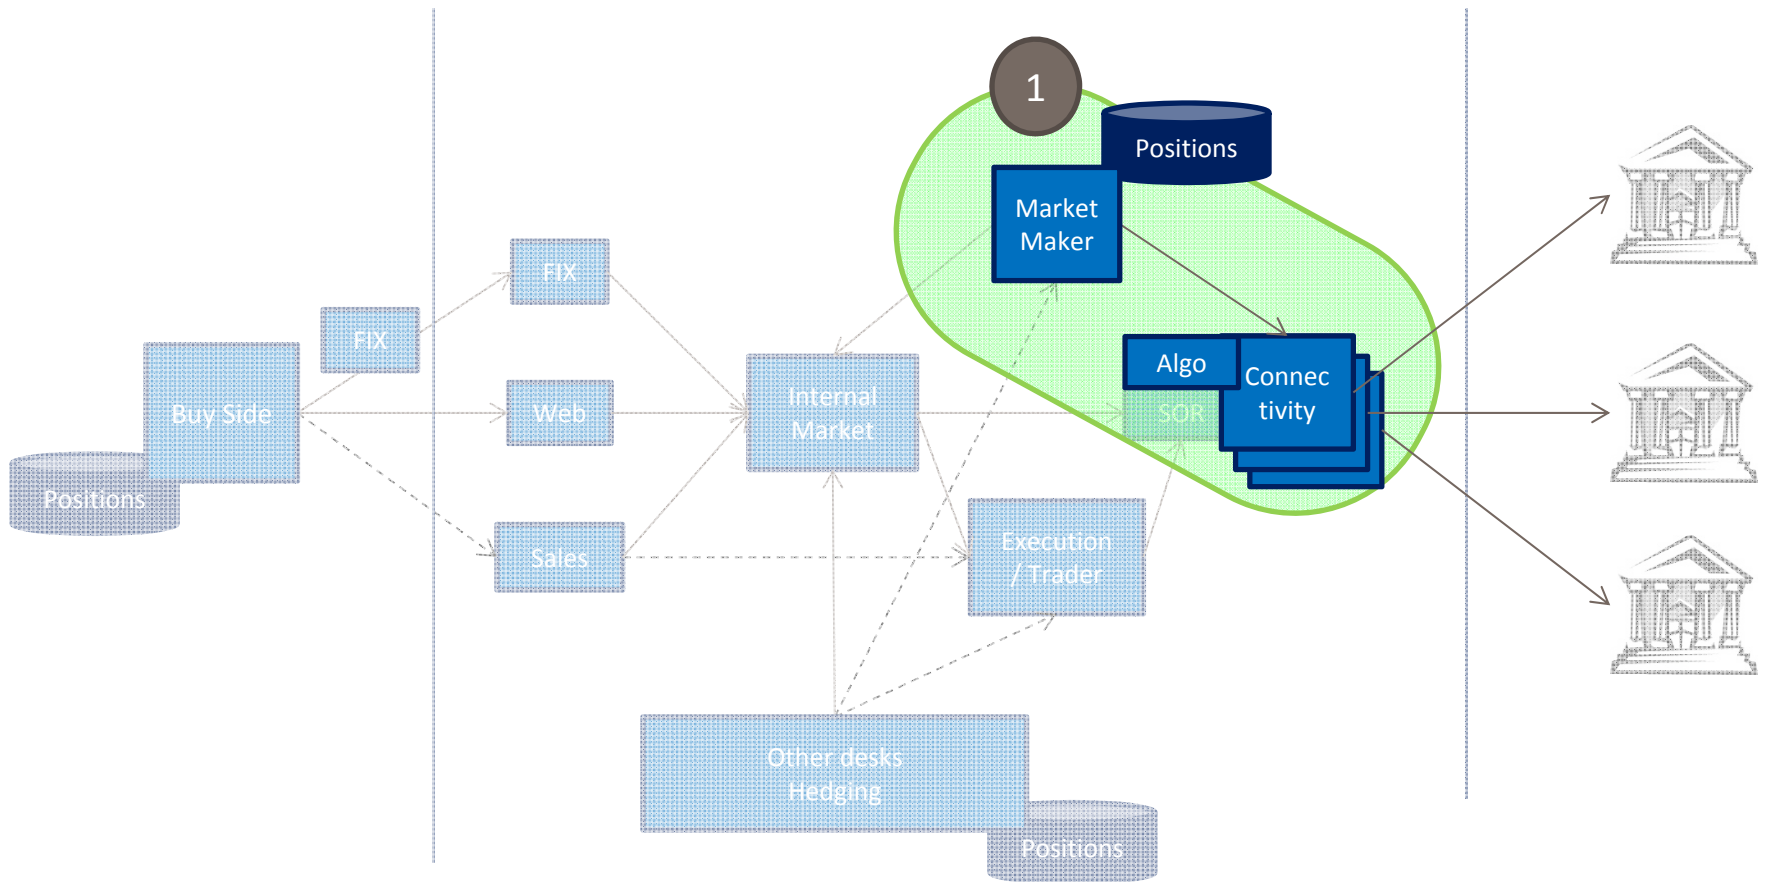 1
Positions
Market
Maker
FIX
FIX
Algo
Connec
tivity
Buy Side
Web
Internal
Market
SOR
Positions
Sales
Execution
/ Trader
Other desks
Hedging
Positions